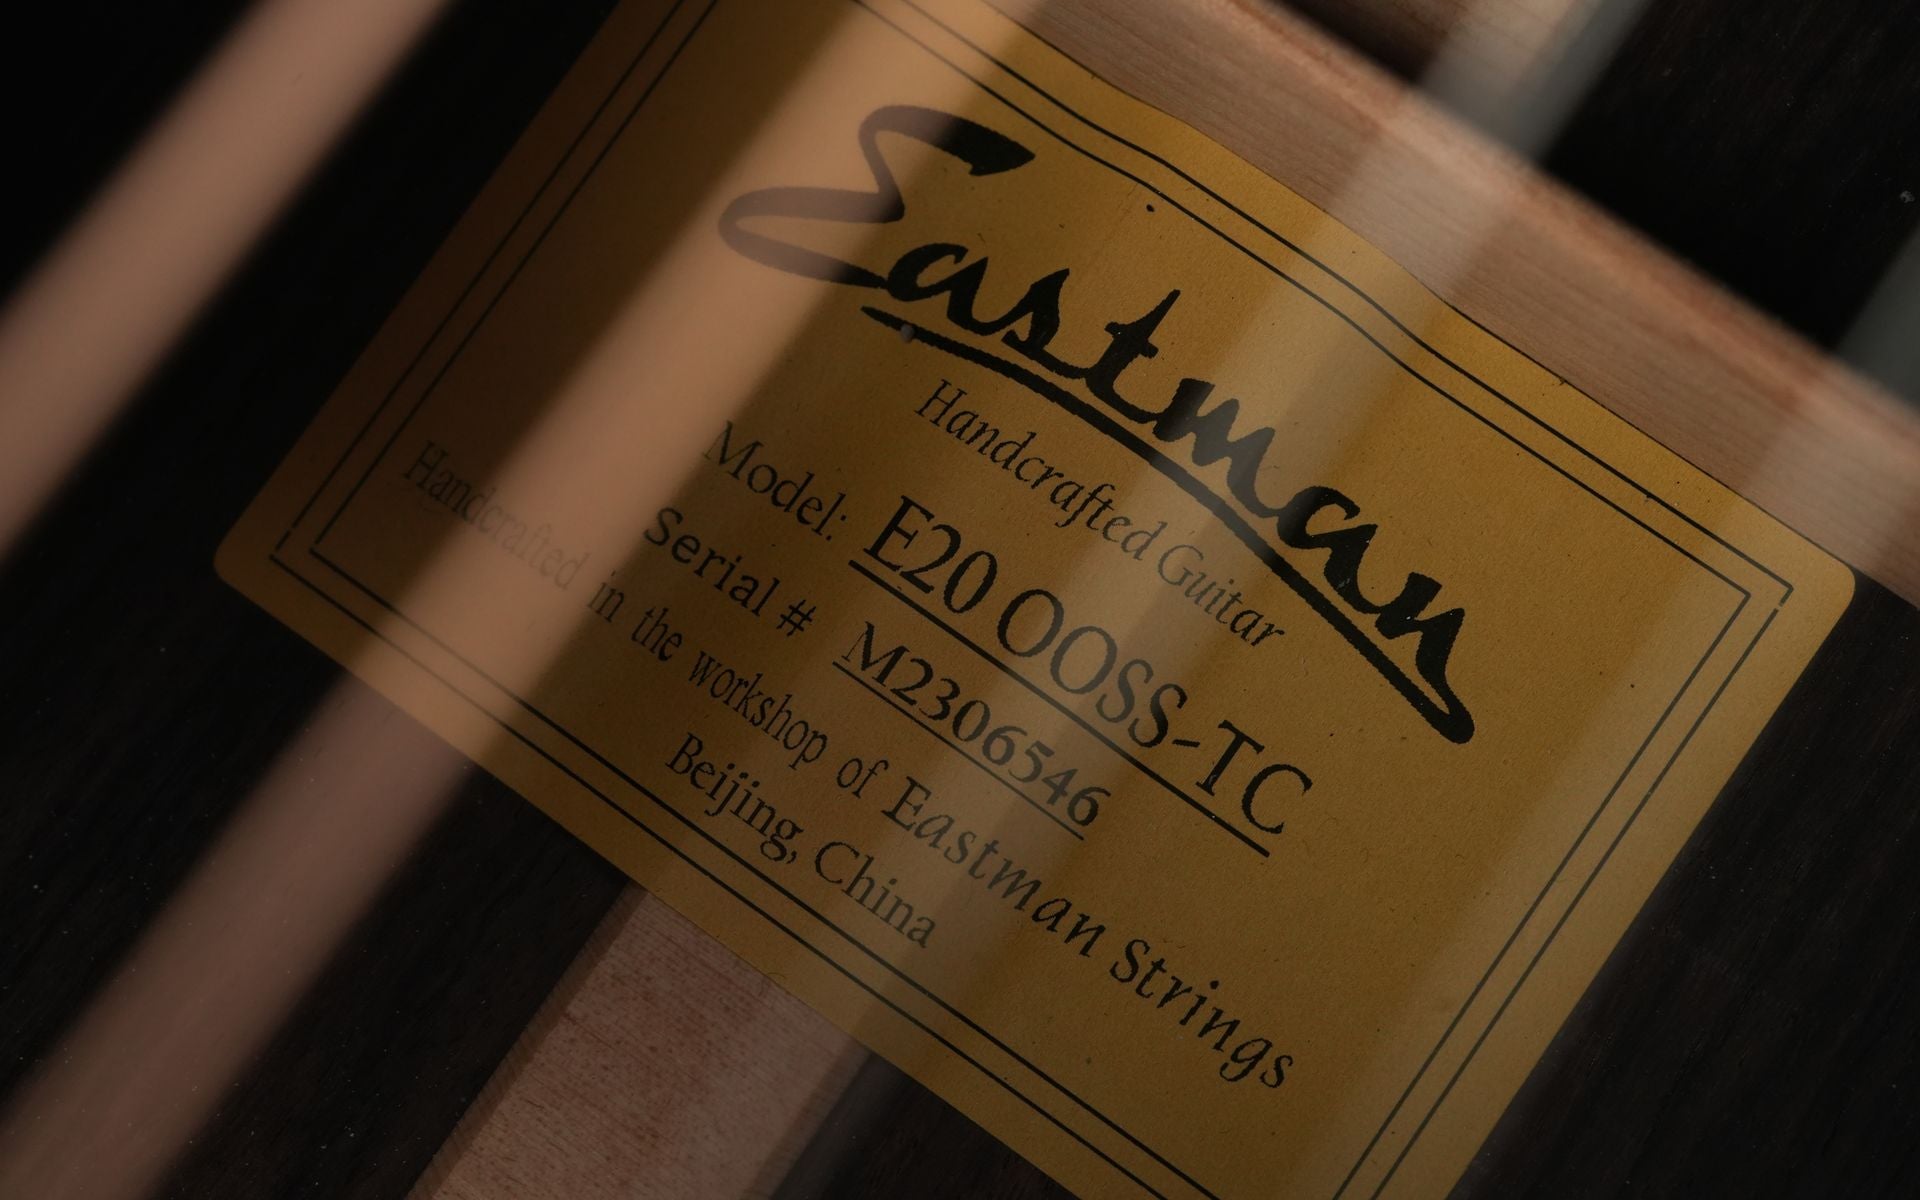 Eastman
Handcrafted Guitar
Model: E20 OOSS-TC
Serial # M2306546
Handcrafted in the workshop of Eastman Strings
Beijing, China